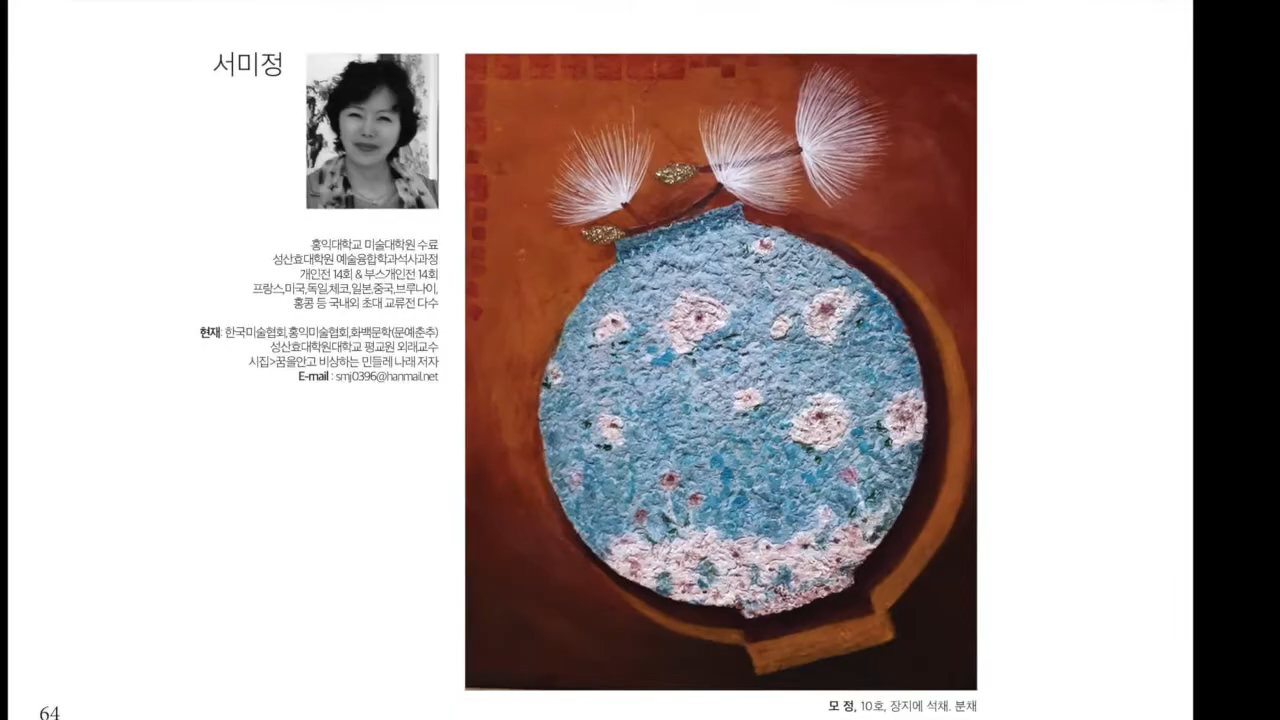 서미정
홍익대학교 미술대학원 수료
성산효대학원 예술융합학과석사과정
개인전 14회 & 부스개인전 14회
프랑스,미국,독일,체코,일본,중국,브루나이,
홍콩 등 국내외 초대 교류전 다수
현재: 한국미술협회,홍익미술협회,화백문학(문예춘추)
성산효대학원대학교 평교원 외래교수
시집>꿈을안고 비상하는 민들레 나래 저자
E-mail : smj0396@hanmail.net
모 정, 10호, 장지에 석채. 분채
64